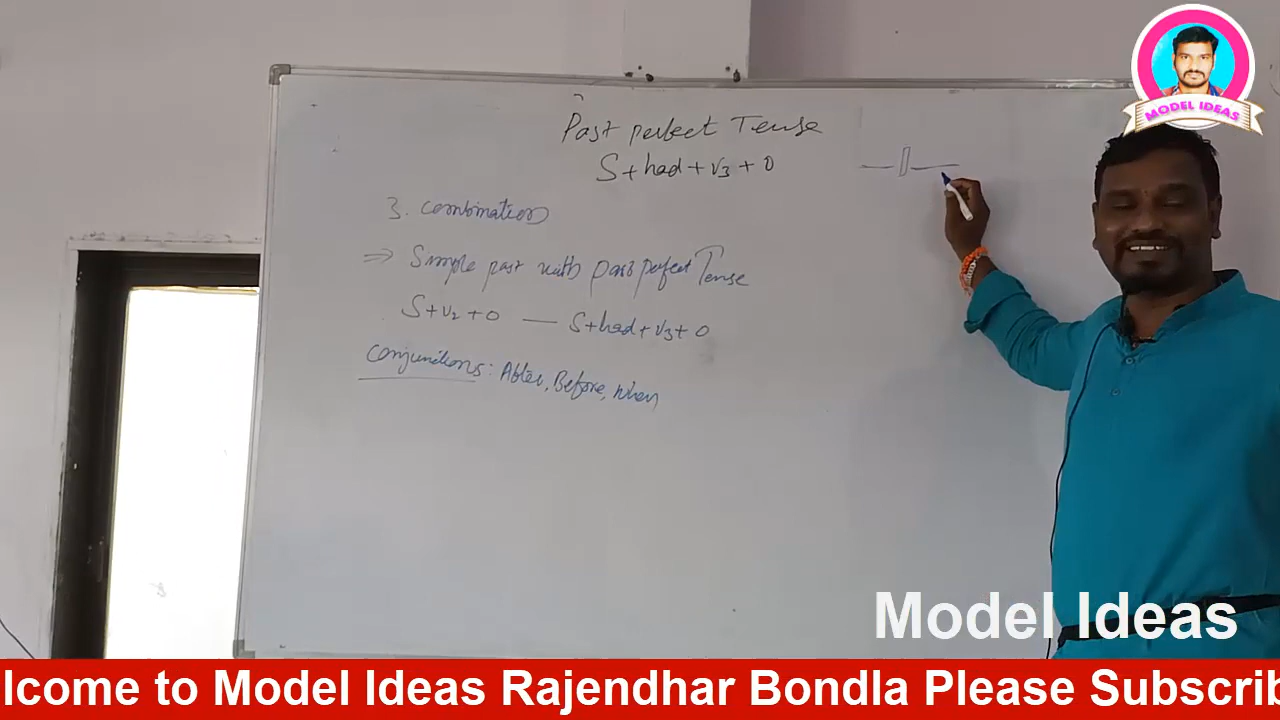 MODEL IDEAS
Past perfect Tense
S+had+V3+O
3. Combination
⇒ Simple past with past perfect Tense
S+V2+O — S+had+V3+O
Conjunctions: After, Before, when
Model Ideas
lcome to Model Ideas Rajendhar Bondla Please Subscrib